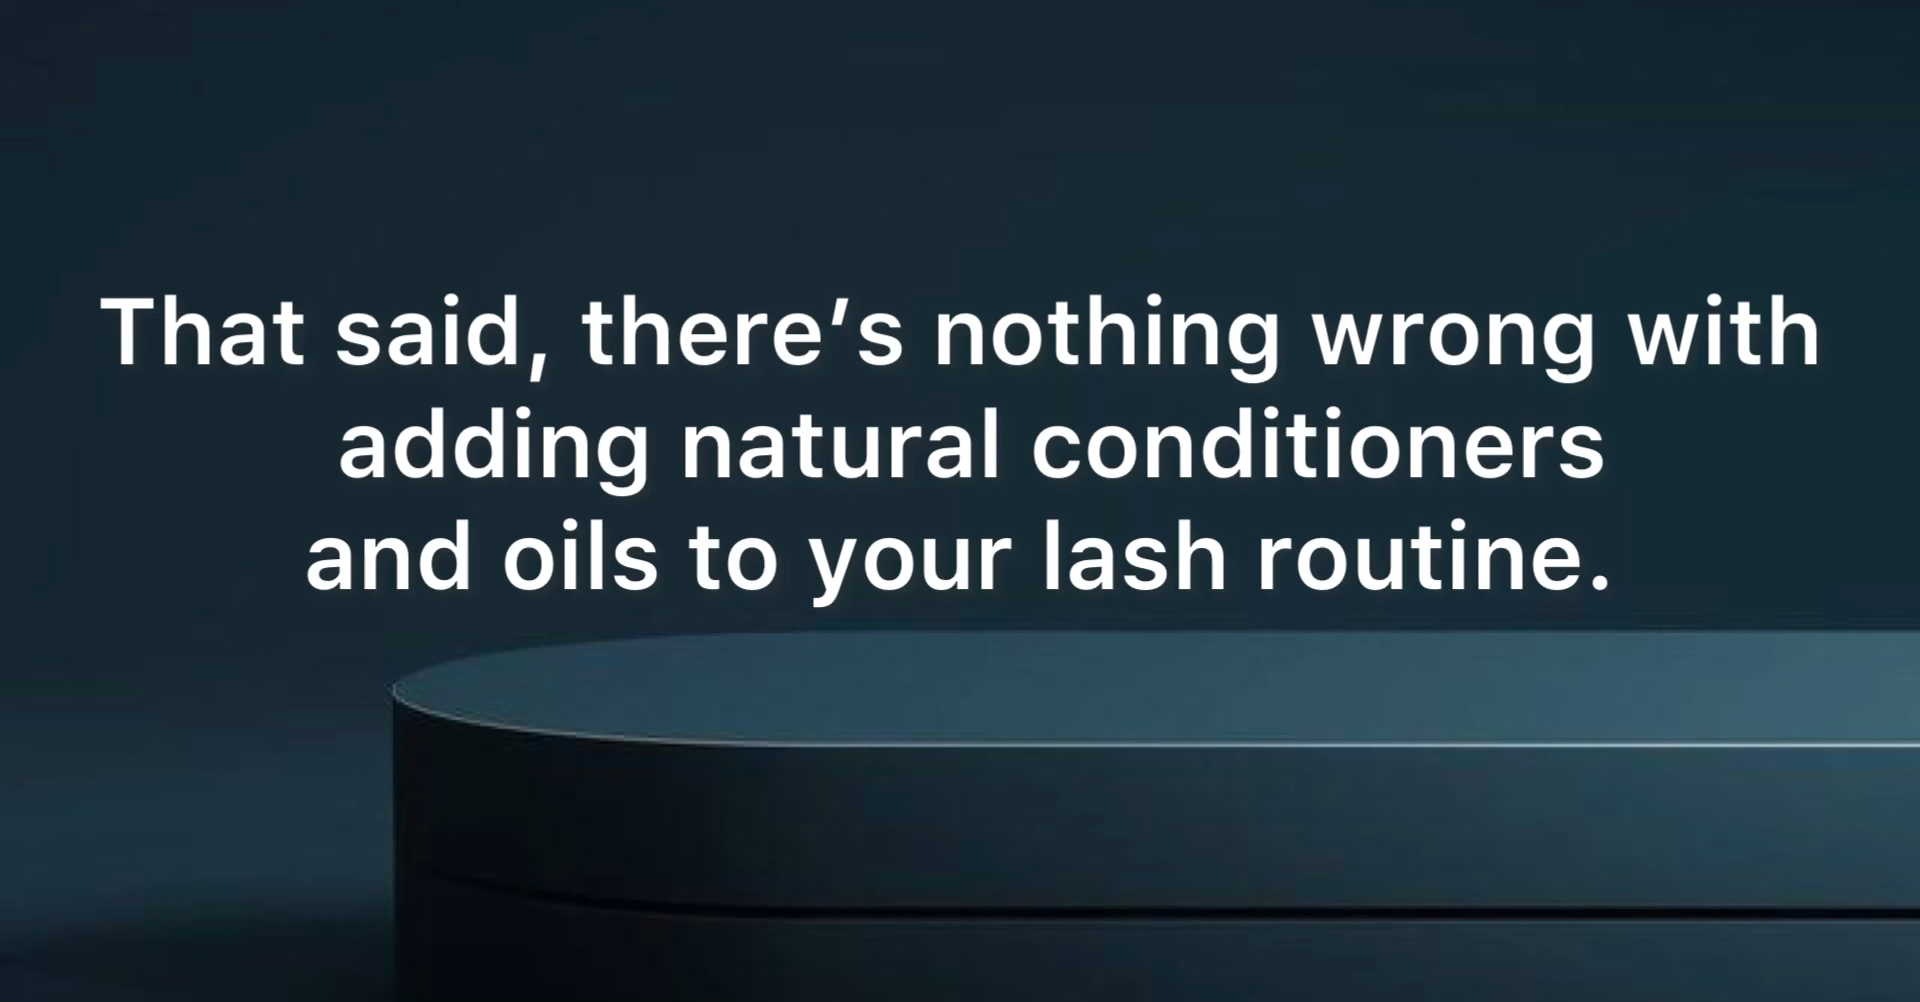 That said, there’s nothing wrong with
adding natural conditioners
and oils to your lash routine.